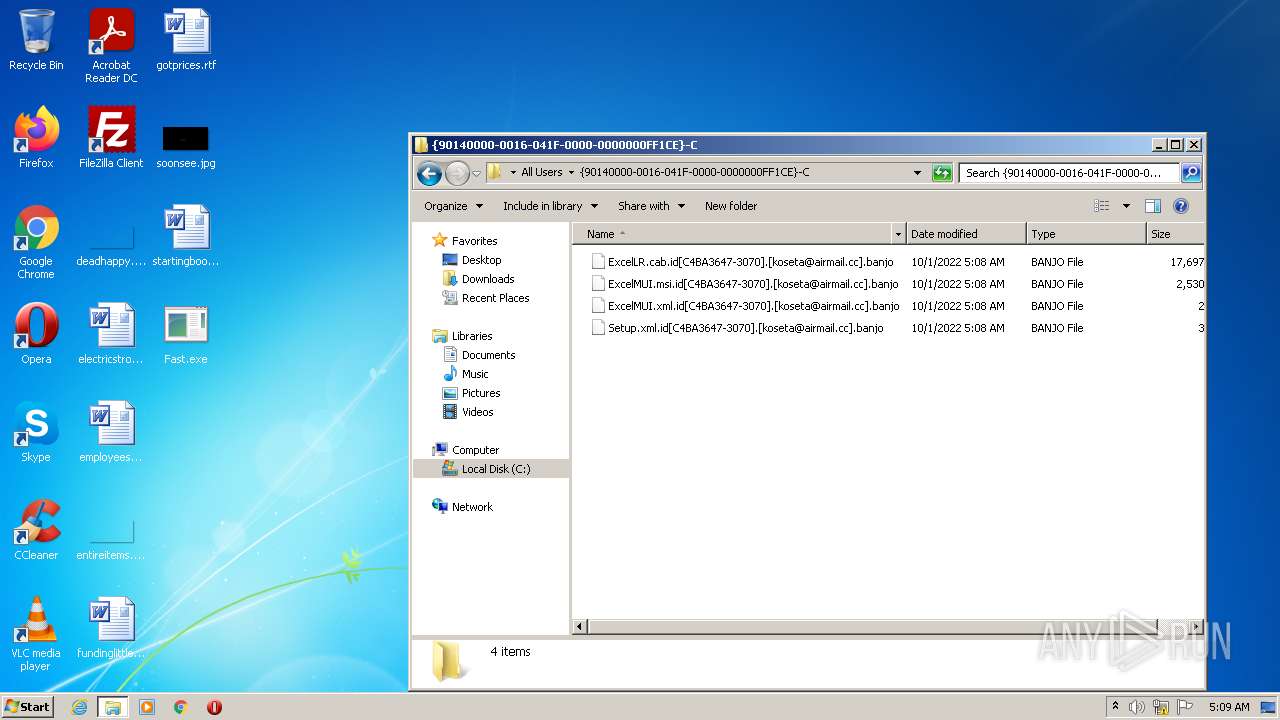 Recycle Bin
Acrobat
Reader DC
gotprices.rtf
Firefox
FileZilla Client
soonsee.jpg
Google
Chrome
deadhappy....
startingboo...
Opera
electricstro...
Fast.exe
Skype
employees...
CCleaner
entireitems....
VLC media
player
fundinglittle...
{90140000-0016-041F-0000-0000000FF1CE}-C
All Users
{90140000-0016-041F-0000-0000000FF1CE}-C
Search {90140000-0016-041F-0000-0...
Organize
Include in library
Share with
New folder
Favorites
Desktop
Downloads
Recent Places
Libraries
Documents
Music
Pictures
Videos
Computer
Local Disk (C:)
Network
Name
Date modified
Type
Size
ExcelLR.cab.id[C4BA3647-3070].[koseta@airmail.cc].banjo 10/1/2022 5:08 AM BANJO File 17,697
ExcelMUI.msi.id[C4BA3647-3070].[koseta@airmail.cc].banjo 10/1/2022 5:08 AM BANJO File 2,530
ExcelMUI.xml.id[C4BA3647-3070].[koseta@airmail.cc].banjo 10/1/2022 5:08 AM BANJO File 2
setup.xml.id[C4BA3647-3070].[koseta@airmail.cc].banjo 10/1/2022 5:08 AM BANJO File 3
4 items
ANY RUN
Start
5:09 AM